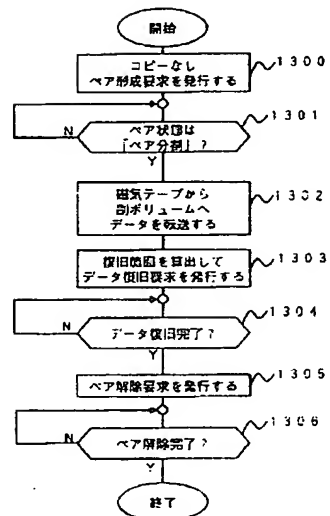 開始
コピーなし
ペア形成要求を発行する
1300
1301
ペア状態は
「ペア分割」?
N
Y
磁気テープから
副ボリュームへ
データを転送する
1302
復旧範囲を算出して
データ復旧要求を発行する
1303
1304
データ復旧完了?
N
Y
1305
ペア解除要求を発行する
1306
ペア解除完了?
N
Y
終了